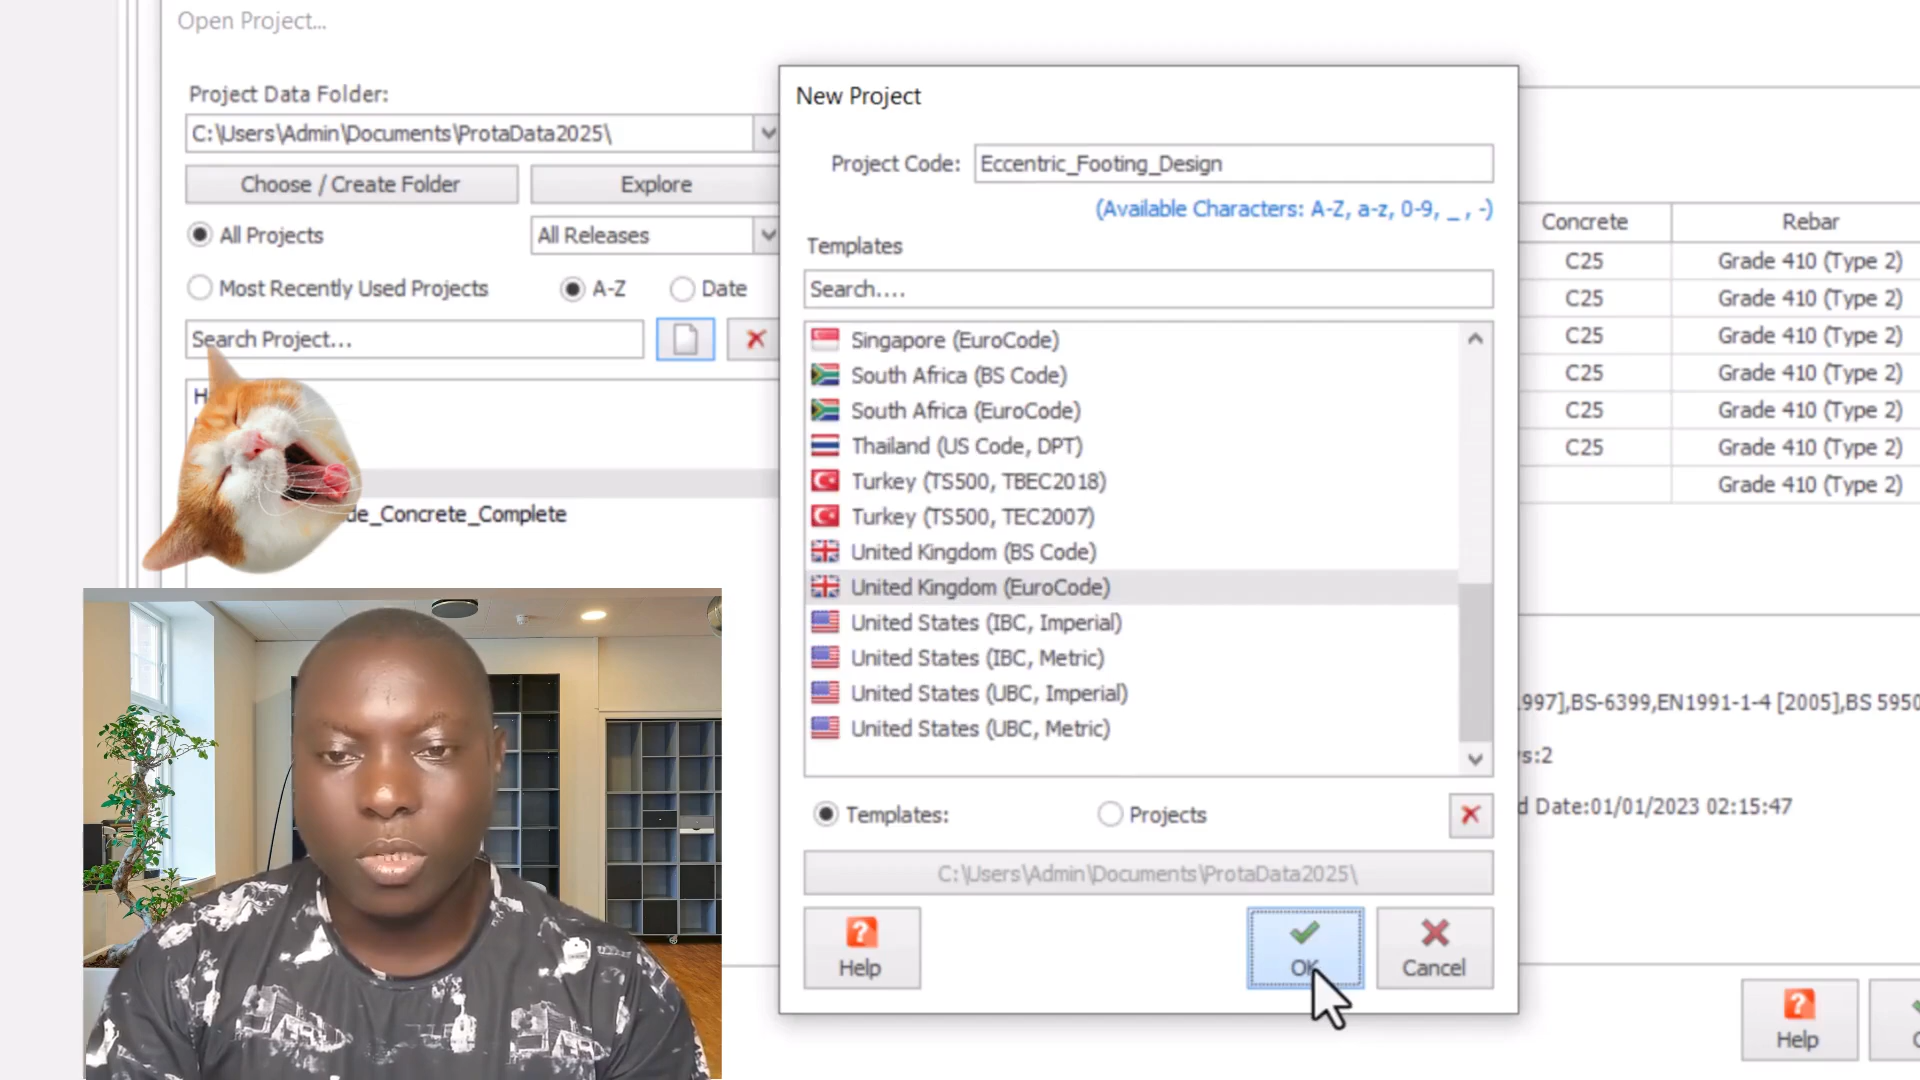 Open Project...
Project Data Folder:
C:\Users\Admin\Documents\ProtaData2025\
Choose / Create Folder
Explore
All Projects
All Releases
Most Recently Used Projects
A-Z
Date
Search Project...
de_Concrete_Complete
New Project
Project Code:
Eccentric_Footing_Design
(Available Characters: A-Z, a-z, 0-9, _ , -)
Templates
Search....
Singapore (EuroCode)
South Africa (BS Code)
South Africa (EuroCode)
Thailand (US Code, DPT)
Turkey (TS500, TBEC2018)
Turkey (TS500, TEC2007)
United Kingdom (BS Code)
United Kingdom (EuroCode)
United States (IBC, Imperial)
United States (IBC, Metric)
United States (UBC, Imperial)
United States (UBC, Metric)
Templates:
Projects
C:\Users\Admin\Documents\ProtaData2025\
Help
OK
Cancel
Concrete
Rebar
C25
Grade 410 (Type 2)
C25
Grade 410 (Type 2)
C25
Grade 410 (Type 2)
C25
Grade 410 (Type 2)
C25
Grade 410 (Type 2)
C25
Grade 410 (Type 2)
Grade 410 (Type 2)
997],BS-6399,EN1991-1-4 [2005],BS 5950
s:2
d Date:01/01/2023 02:15:47
Help